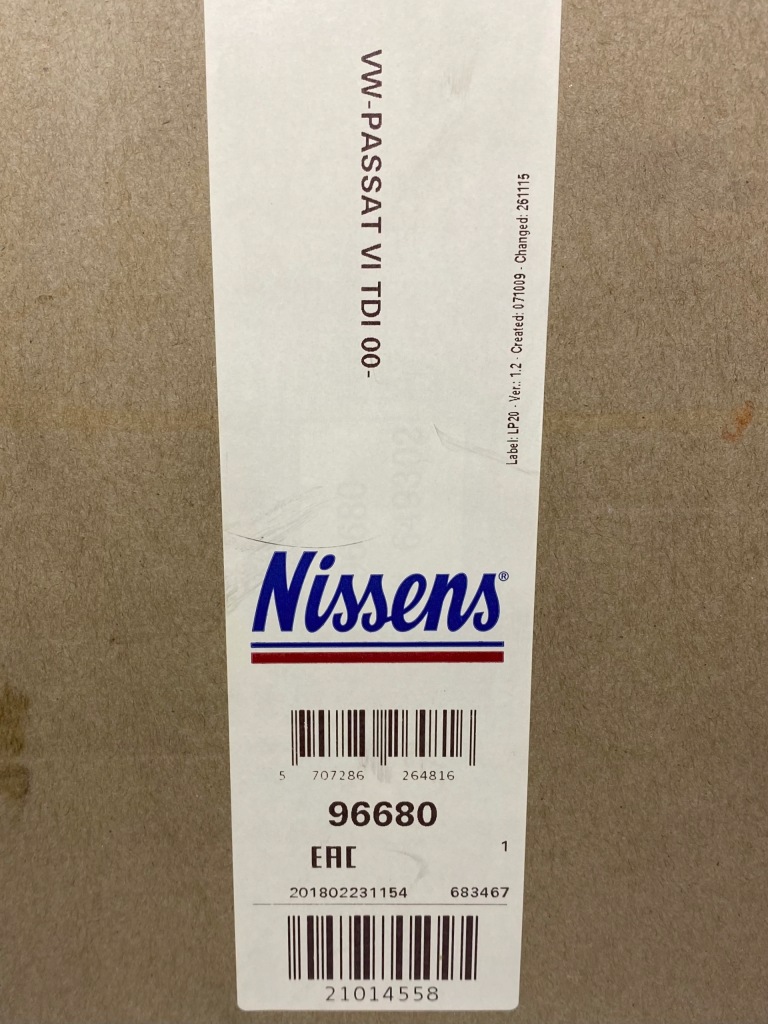 VW-PASSAT VI TDI 00-
Label: LP20 - Ver.: 1.2 - Created: 071009 - Changed: 261115
Nissens®
5 707286 264816
96680
EAC 1
201802231154 683467
21014558